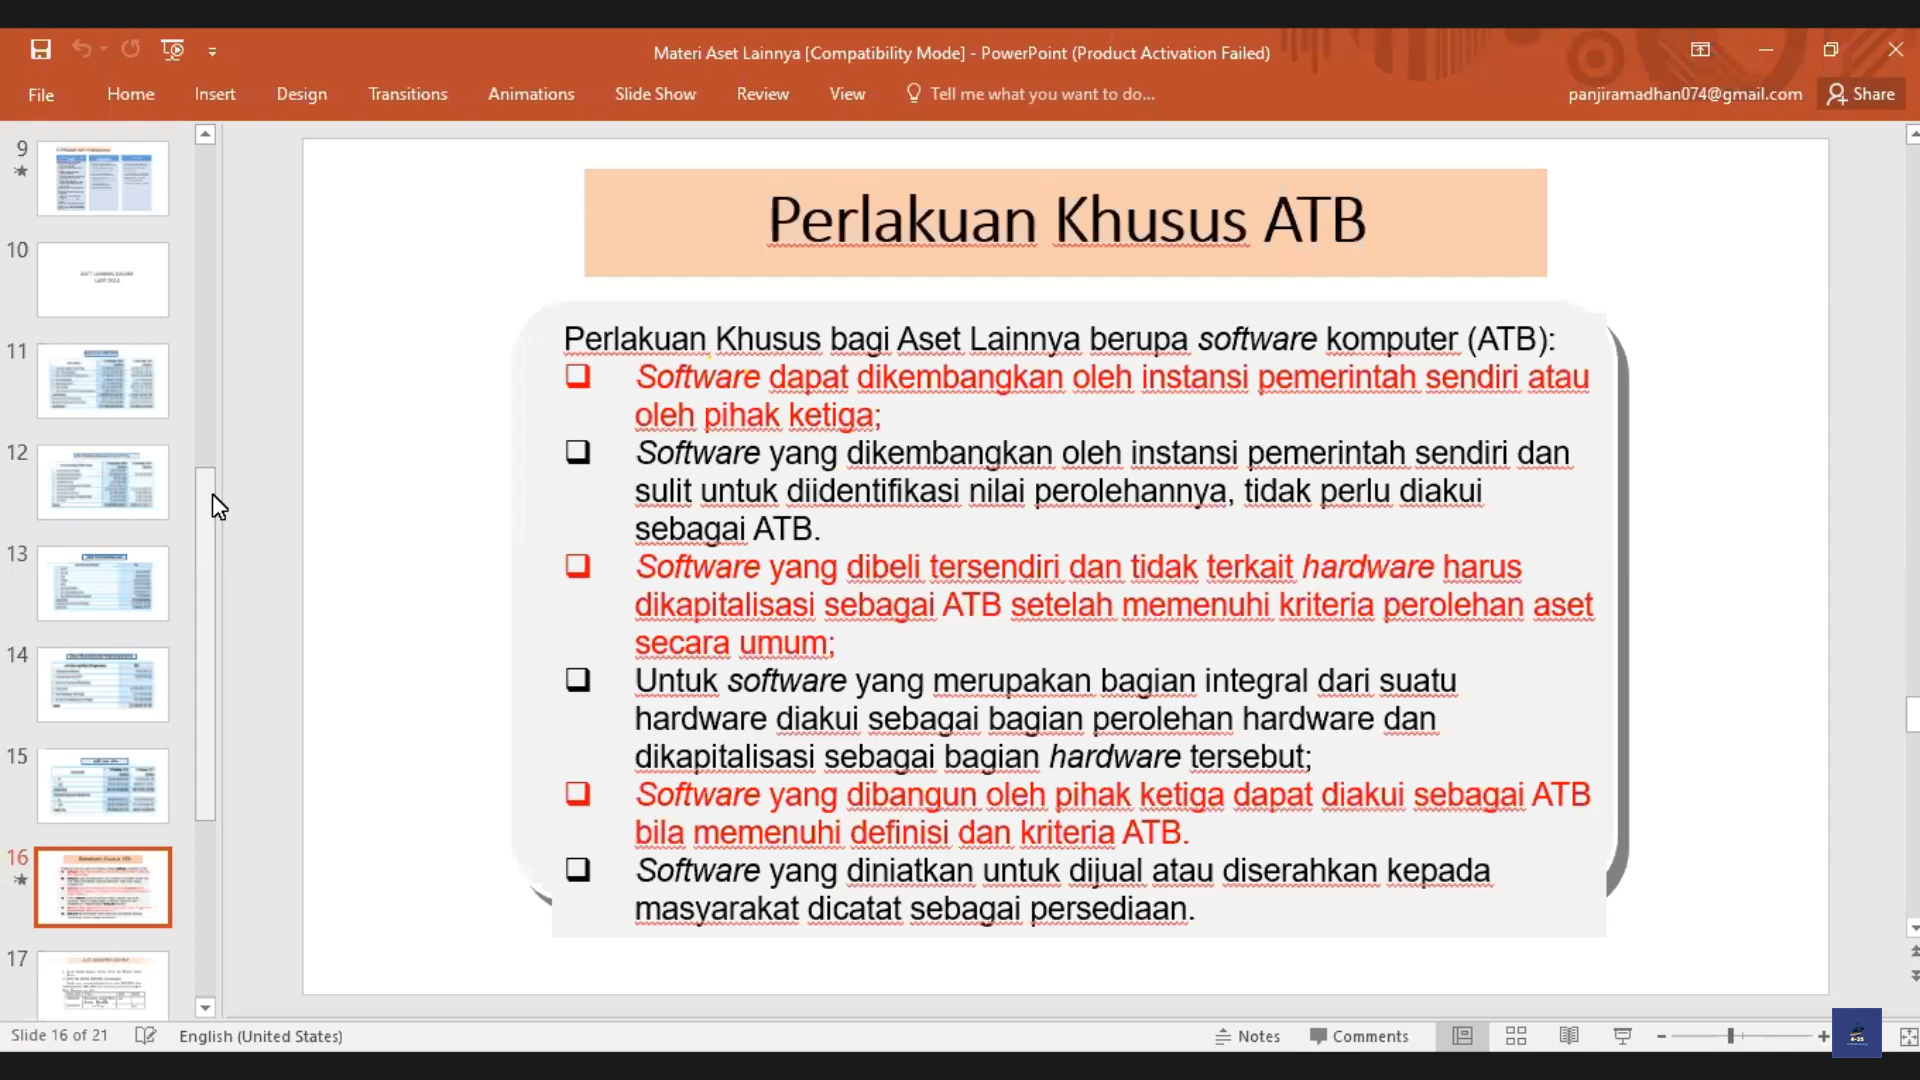 Materi Aset Lainnya [Compatibility Mode] - PowerPoint (Product Activation Failed)
File Home Insert Design Transitions Animations Slide Show Review View Tell me what you want to do... panjiramadhan074@gmail.com Share
9
10
11
12
13
14
15
16
17
Perlakuan Khusus ATB
Perlakuan Khusus bagi Aset Lainnya berupa software komputer (ATB):
Software dapat dikembangkan oleh instansi pemerintah sendiri atau
oleh pihak ketiga;
Software yang dikembangkan oleh instansi pemerintah sendiri dan
sulit untuk diidentifikasi nilai perolehannya, tidak perlu diakui
sebagai ATB.
Software yang dibeli tersendiri dan tidak terkait hardware harus
dikapitalisasi sebagai ATB setelah memenuhi kriteria perolehan aset
secara umum;
Untuk software yang merupakan bagian integral dari suatu
hardware diakui sebagai bagian perolehan hardware dan
dikapitalisasi sebagai bagian hardware tersebut;
Software yang dibangun oleh pihak ketiga dapat diakui sebagai ATB
bila memenuhi definisi dan kriteria ATB.
Software yang diniatkan untuk dijual atau diserahkan kepada
masyarakat dicatat sebagai persediaan.
Slide 16 of 21 English (United States) Notes Comments